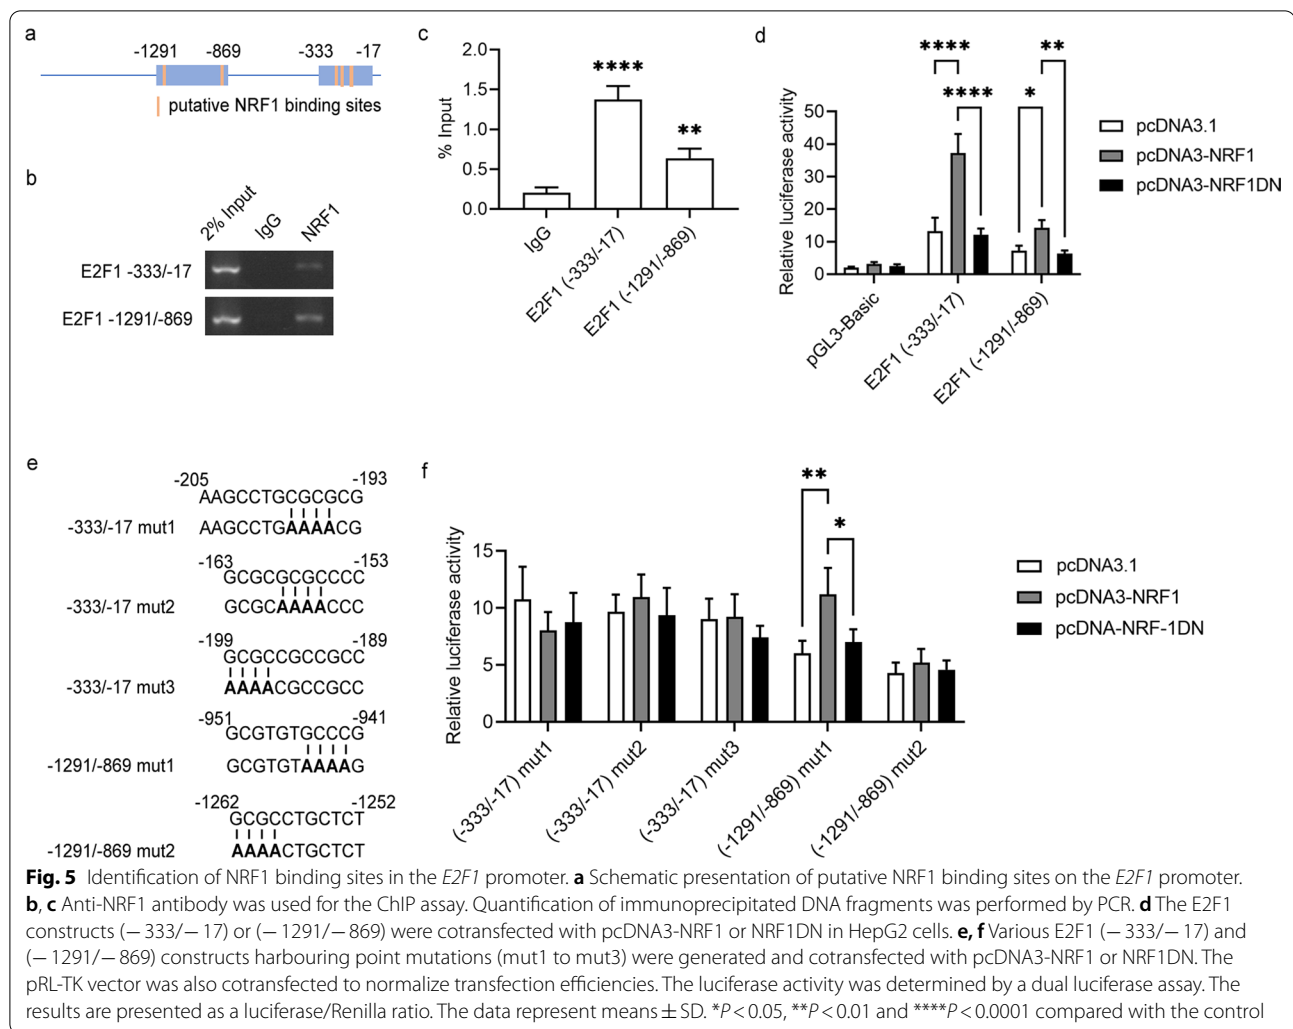 a
-1291 -869 -333 -17
putative NRF1 binding sites
b
2% Input IgG NRF1
E2F1 -333/-17
E2F1 -1291/-869
c
% Input
2.0
1.5
1.0
0.5
0.0
****
**
IgG
E2F1 (-333/-17)
E2F1 (-1291/-869)
d
Relative luciferase activity
50
40
30
20
10
0
**** **
**** *
pGL3-Basic
E2F1 (-333/-17)
E2F1 (-1291/-869)
pcDNA3.1
pcDNA3-NRF1
pcDNA3-NRF1DN
e
-205 -193
AAGCCTGCGCGCG
-333/-17 mut1 AAGCCTGAAAACG
-163 -153
GCGCGCGCCCC
-333/-17 mut2 GCGCAAAACCC
-199 -189
GCGCCGCCGCC
-333/-17 mut3 AAAACGCCGCC
-951 -941
GCGTGTGCCCG
-1291/-869 mut1 GCGTGTAAAAG
-1262 -1252
GCGCCTGCTCT
-1291/-869 mut2 AAAACTGCTCT
f
Relative luciferase activity
15
10
5
0
**
*
(-333/-17) mut1
(-333/-17) mut2
(-333/-17) mut3
(-1291/-869) mut1
(-1291/-869) mut2
pcDNA3.1
pcDNA3-NRF1
pcDNA-NRF-1DN
Fig. 5 Identification of NRF1 binding sites in the E2F1 promoter. a Schematic presentation of putative NRF1 binding sites on the E2F1 promoter.
b, c Anti-NRF1 antibody was used for the ChIP assay. Quantification of immunoprecipitated DNA fragments was performed by PCR. d The E2F1
constructs (− 333/− 17) or (− 1291/− 869) were cotransfected with pcDNA3-NRF1 or NRF1DN in HepG2 cells. e, f Various E2F1 (− 333/− 17) and
(− 1291/− 869) constructs harbouring point mutations (mut1 to mut3) were generated and cotransfected with pcDNA3-NRF1 or NRF1DN. The
pRL-TK vector was also cotransfected to normalize transfection efficiencies. The luciferase activity was determined by a dual luciferase assay. The
results are presented as a luciferase/Renilla ratio. The data represent means ± SD. *P < 0.05, **P < 0.01 and ****P < 0.0001 compared with the control